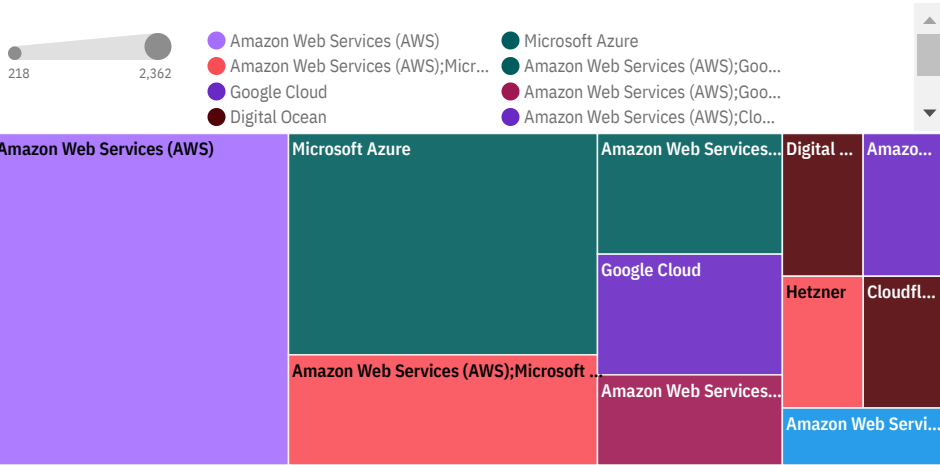 218
2,362
Amazon Web Services (AWS)
Amazon Web Services (AWS);Micr...
Google Cloud
Digital Ocean
Microsoft Azure
Amazon Web Services (AWS);Goo...
Amazon Web Services (AWS);Goo...
Amazon Web Services (AWS);Clo...
Amazon Web Services (AWS)
Microsoft Azure
Amazon Web Services (AWS);Microsoft ...
Amazon Web Services...
Google Cloud
Amazon Web Services...
Digital ...
Amazo...
Hetzner
Cloudfl...
Amazon Web Servi...